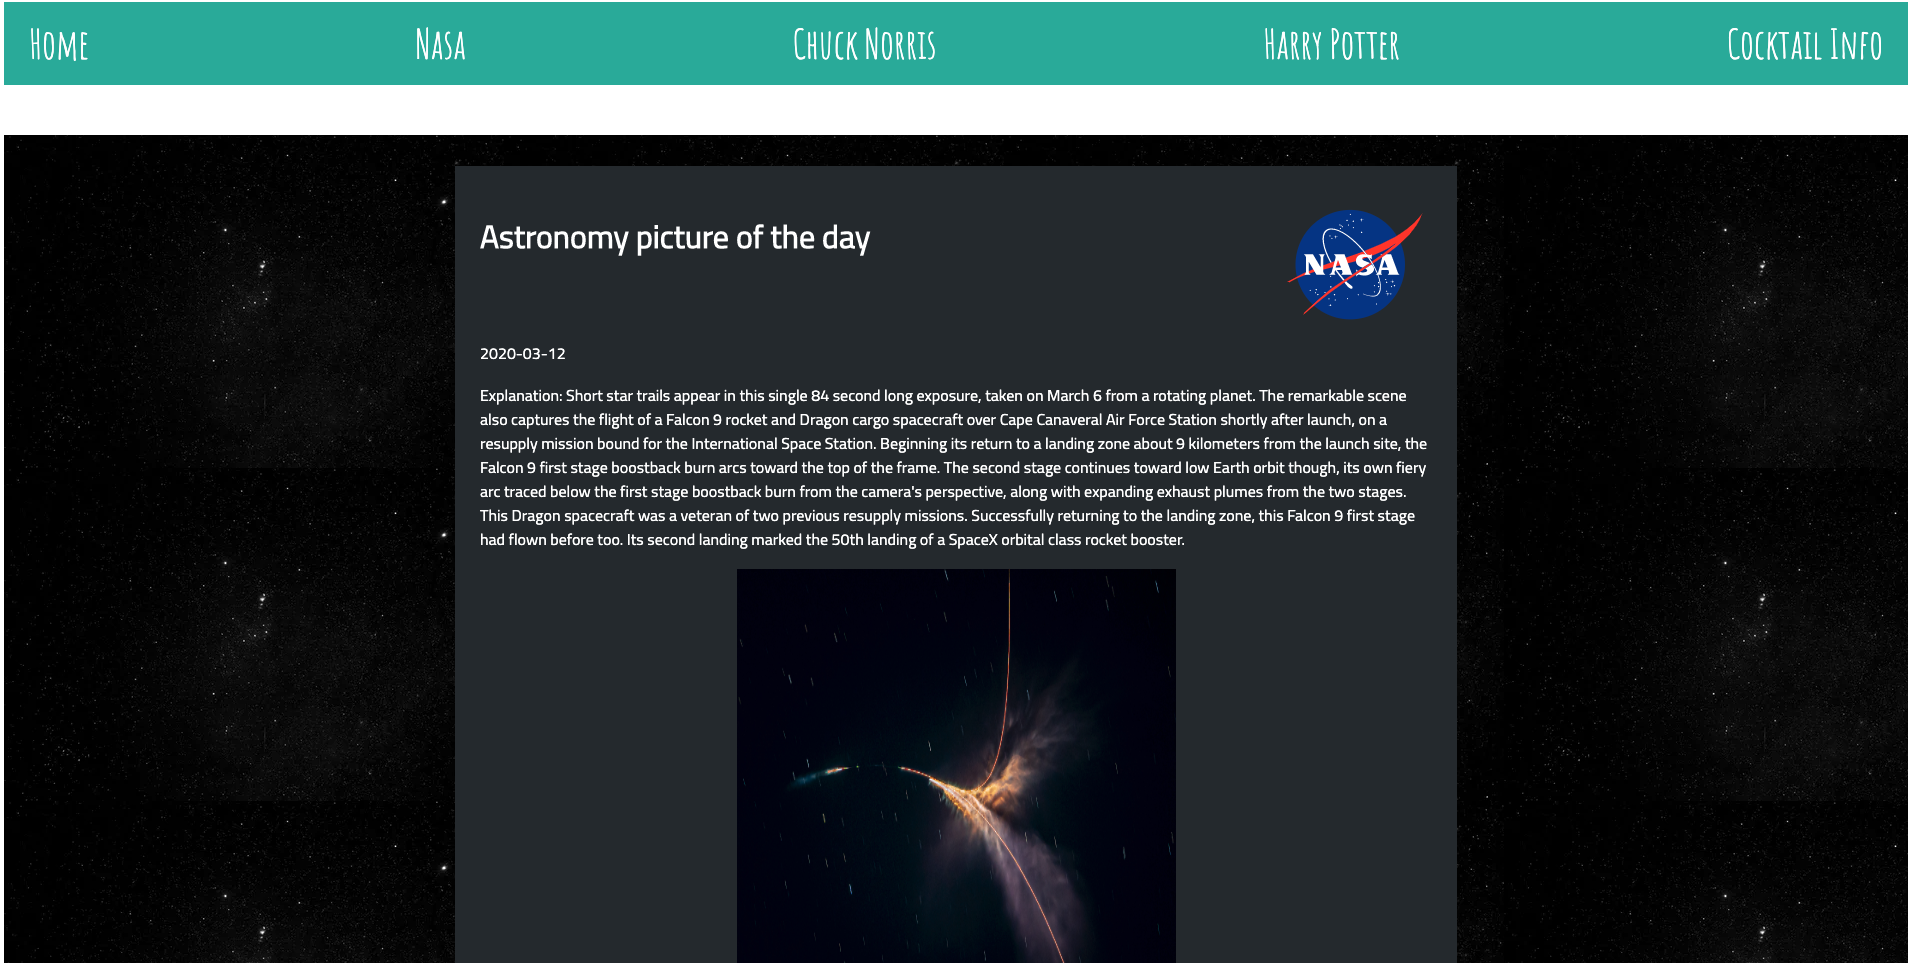 Home Nasa Chuck Norris Harry Potter Cocktail Info
Astronomy picture of the day
NASA
2020-03-12
Explanation: Short star trails appear in this single 84 second long exposure, taken on March 6 from a rotating planet. The remarkable scene
also captures the flight of a Falcon 9 rocket and Dragon cargo spacecraft over Cape Canaveral Air Force Station shortly after launch, on a
resupply mission bound for the International Space Station. Beginning its return to a landing zone about 9 kilometers from the launch site, the
Falcon 9 first stage boostback burn arcs toward the top of the frame. The second stage continues toward low Earth orbit though, its own fiery
arc traced below the first stage boostback burn from the camera's perspective, along with expanding exhaust plumes from the two stages.
This Dragon spacecraft was a veteran of two previous resupply missions. Successfully returning to the landing zone, this Falcon 9 first stage
had flown before too. Its second landing marked the 50th landing of a SpaceX orbital class rocket booster.